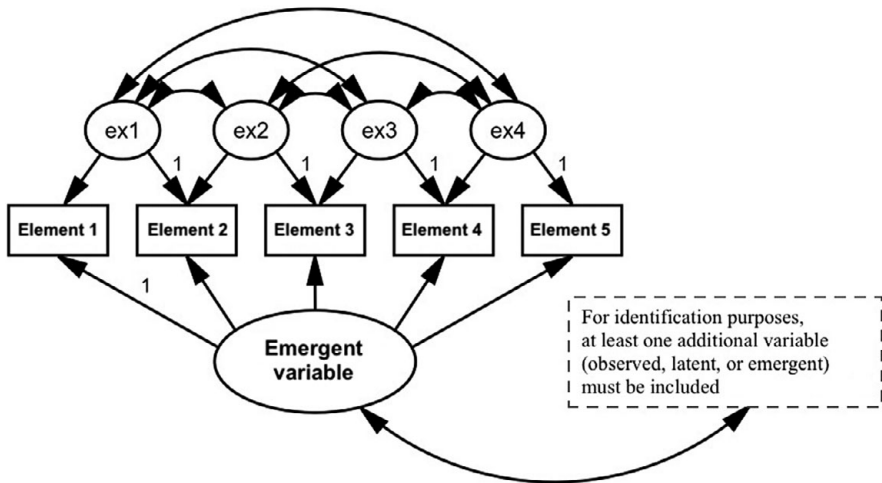 ex1 ex2 ex3 ex4
1 1 1 1
Element 1 Element 2 Element 3 Element 4 Element 5
1
Emergent
variable
For identification purposes,
at least one additional variable
(observed, latent, or emergent)
must be included